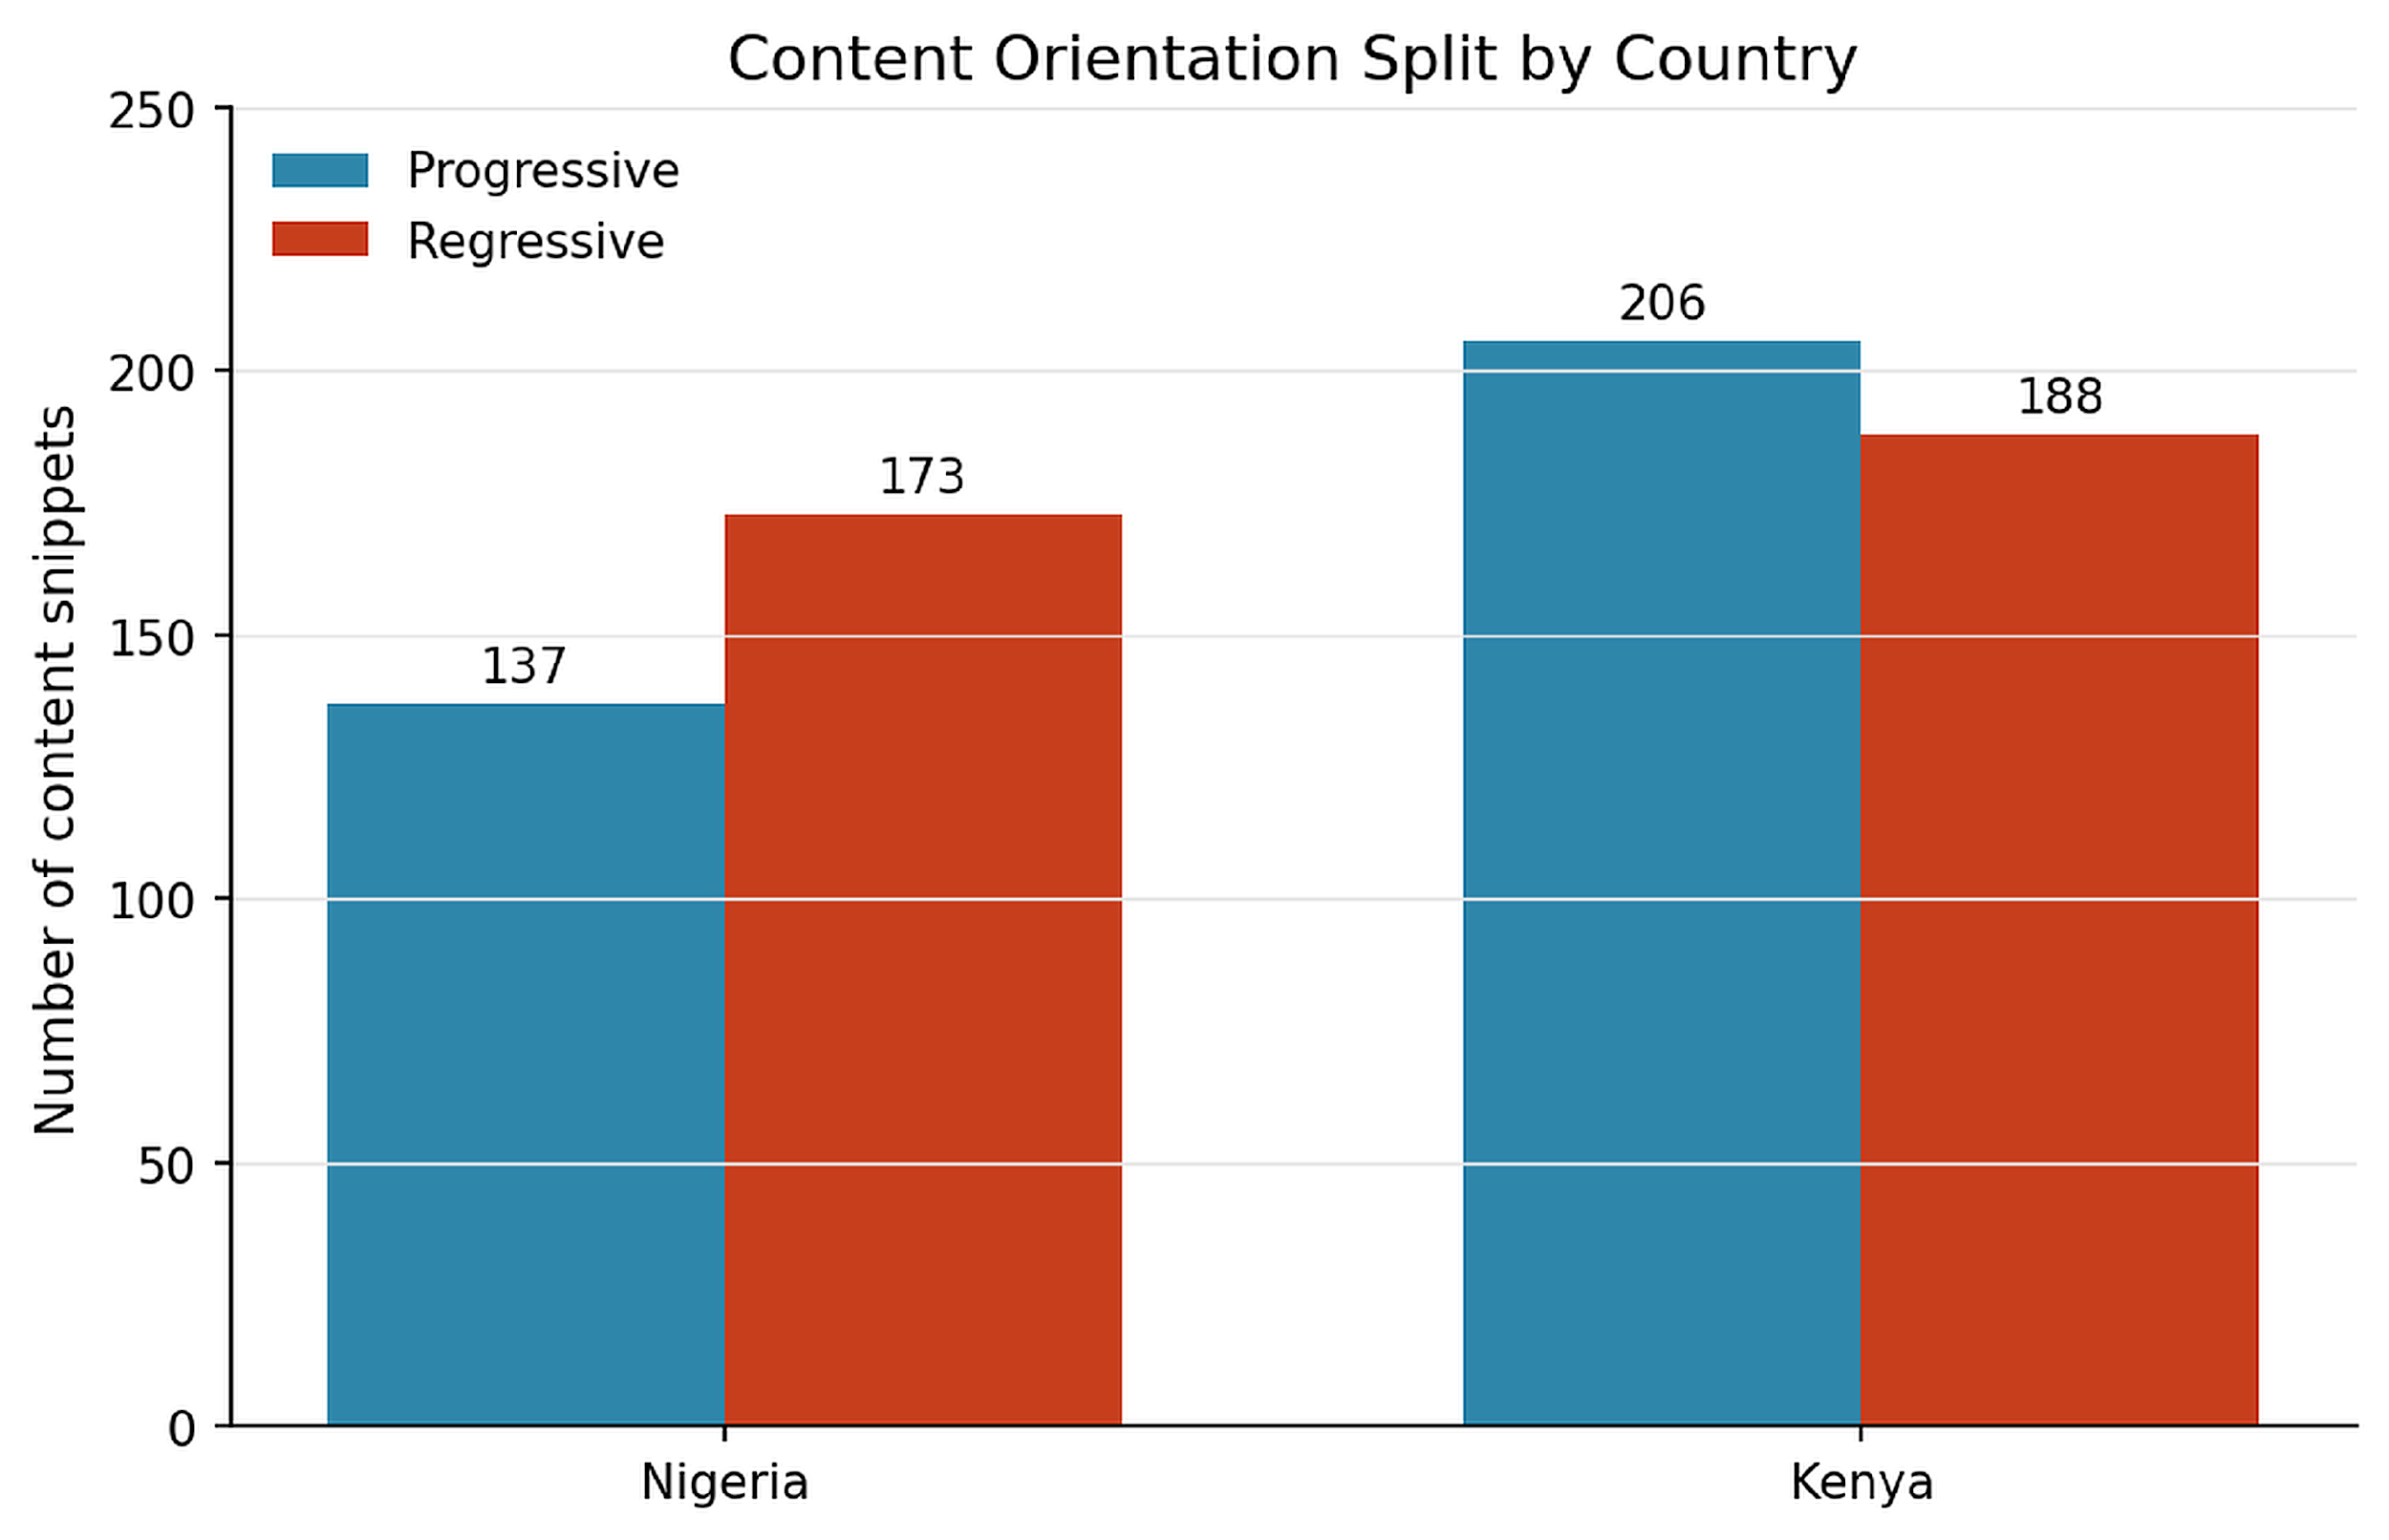 Content Orientation Split by Country
Progressive
Regressive
Number of content snippets
250
200
150
100
50
0
137
173
206
188
Nigeria
Kenya